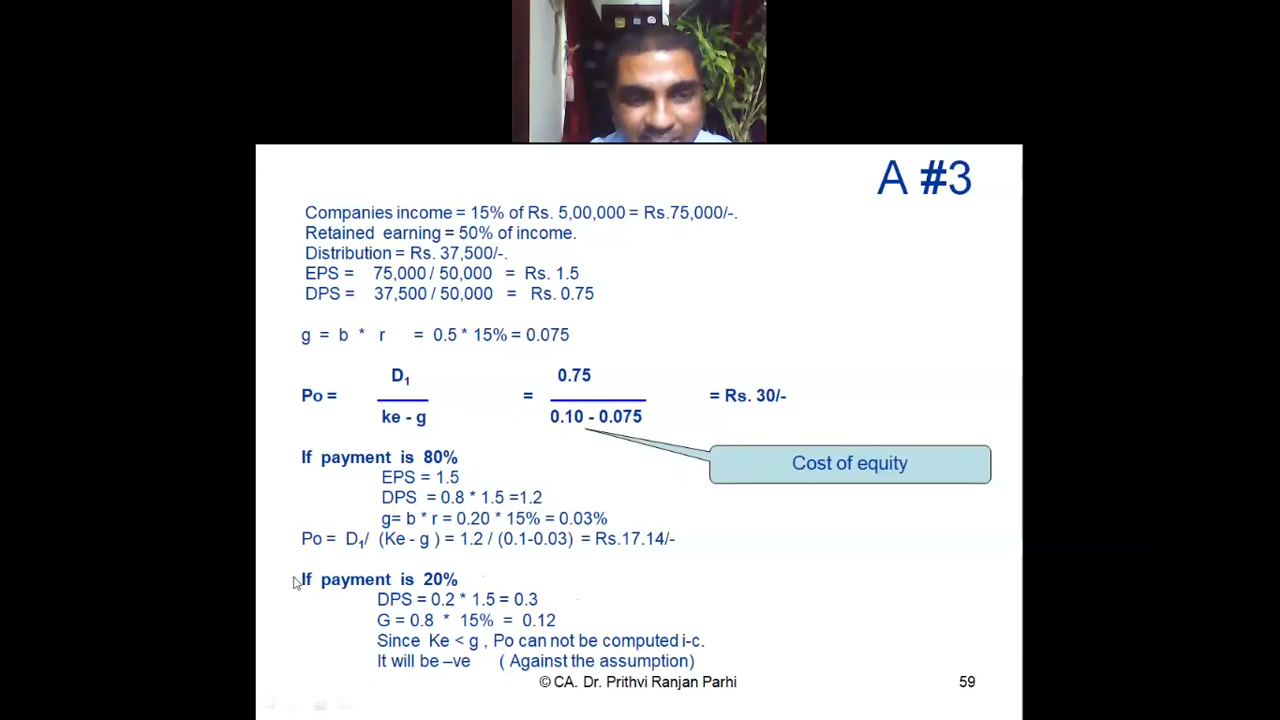 A #3
Companies income = 15% of Rs. 5,00,000 = Rs.75,000/-.
Retained earning = 50% of income.
Distribution = Rs. 37,500/-.
EPS = 75,000 / 50,000 = Rs. 1.5
DPS = 37,500 / 50,000 = Rs. 0.75
g = b * r = 0.5 * 15% = 0.075
D1 0.75
Po = = = Rs. 30/-
ke - g 0.10 - 0.075
If payment is 80%
Cost of equity
EPS = 1.5
DPS = 0.8 * 1.5 =1.2
g= b * r = 0.20 * 15% = 0.03%
Po = D1/ (Ke - g ) = 1.2 / (0.1-0.03) = Rs.17.14/-
If payment is 20%
DPS = 0.2 * 1.5 = 0.3
G = 0.8 * 15% = 0.12
Since Ke < g , Po can not be computed i-c.
It will be –ve ( Against the assumption)
© CA. Dr. Prithvi Ranjan Parhi 59